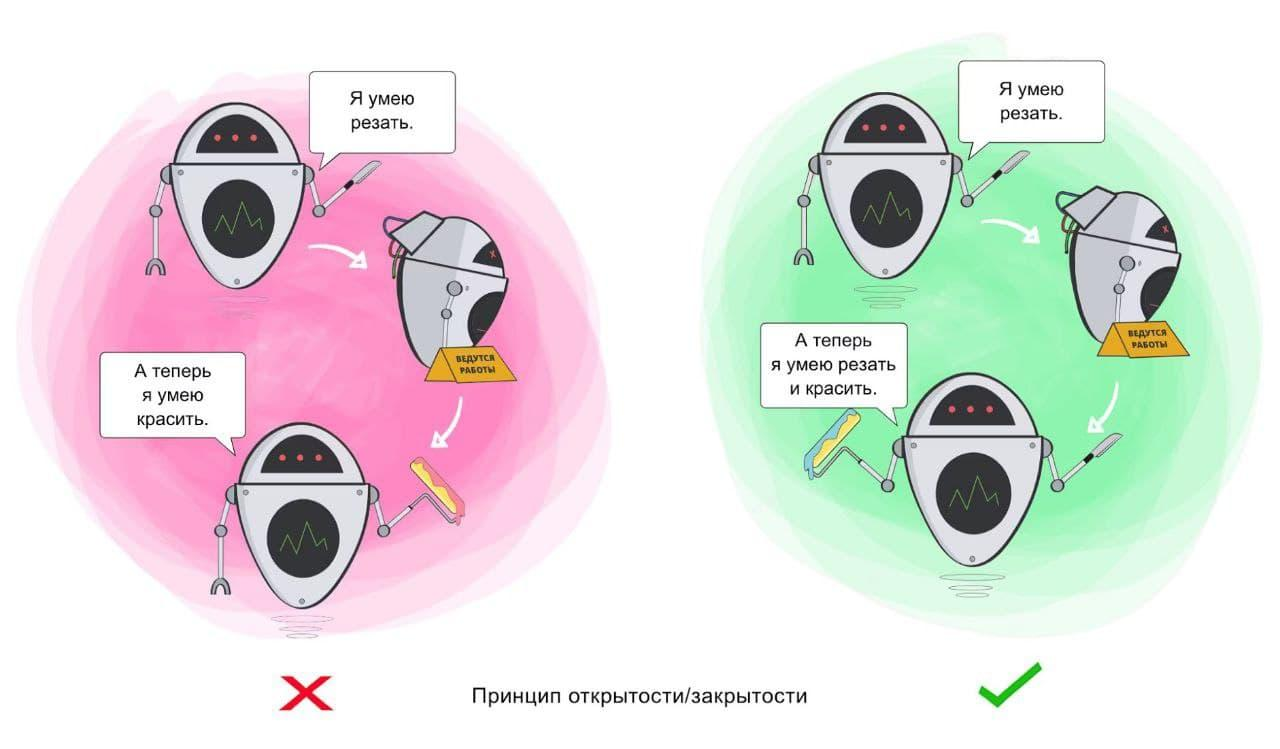 Я умею
резать.
ВЕДУТСЯ
РАБОТЫ
А теперь
я умею
красить.
Я умею
резать.
ВЕДУТСЯ
РАБОТЫ
А теперь
я умею резать
и красить.
Принцип открытости/закрытости